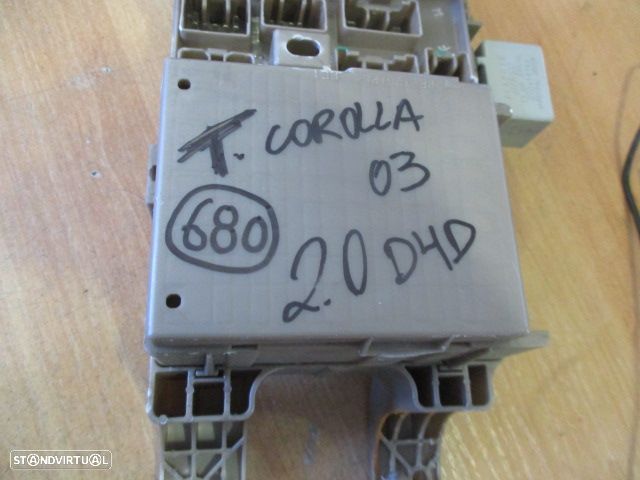 T. COROLLA
03
680
2.0 D4D
STANDVIRTUAL